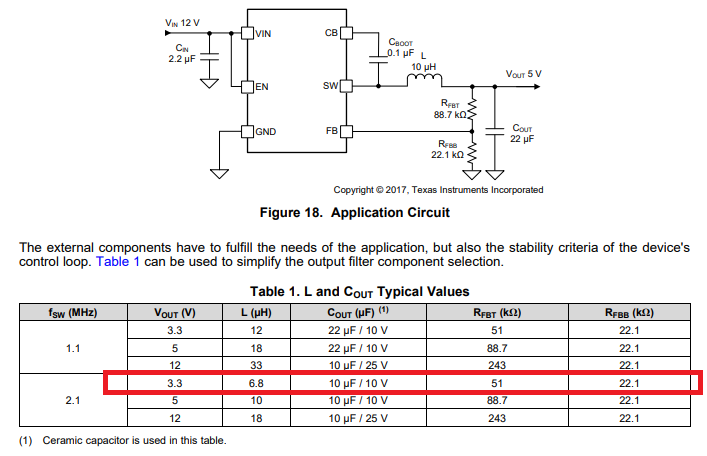 VIN 12 V
CIN
2.2 µF
VIN
EN
GND
CB
SW
FB
CBOOT
0.1 µF
L
10 µH
VOUT 5 V
RFBT
88.7 kΩ
COUT
22 µF
RFBB
22.1 kΩ
Copyright © 2017, Texas Instruments Incorporated
Figure 18. Application Circuit
The external components have to fulfill the needs of the application, but also the stability criteria of the device's
control loop. Table 1 can be used to simplify the output filter component selection.
Table 1. L and COUT Typical Values
fSW (MHz) VOUT (V) L (µH) COUT (µF) (1) RFBT (kΩ) RFBB (kΩ)
1.1 3.3 12 22 µF / 10 V 51 22.1
5 18 22 µF / 10 V 88.7 22.1
12 33 10 µF / 25 V 243 22.1
2.1 3.3 6.8 10 µF / 10 V 51 22.1
5 10 10 µF / 10 V 88.7 22.1
12 18 10 µF / 25 V 243 22.1
(1) Ceramic capacitor is used in this table.